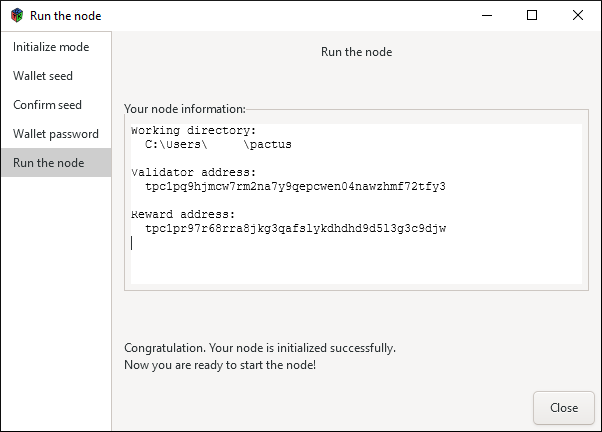 Run the node
Initialize mode
Wallet seed
Confirm seed
Wallet password
Run the node
Run the node
Your node information:
Working directory:
C:\Users\ \pactus
Validator address:
tpc1pq9hjmcw7rm2na7y9qepcwen04nawzhmf72tfy3
Reward address:
tpc1pr97r68rra8jkg3qafslykdhdhd9d5l3g3c9djw
Congratulation. Your node is initialized successfully.
Now you are ready to start the node!
Close